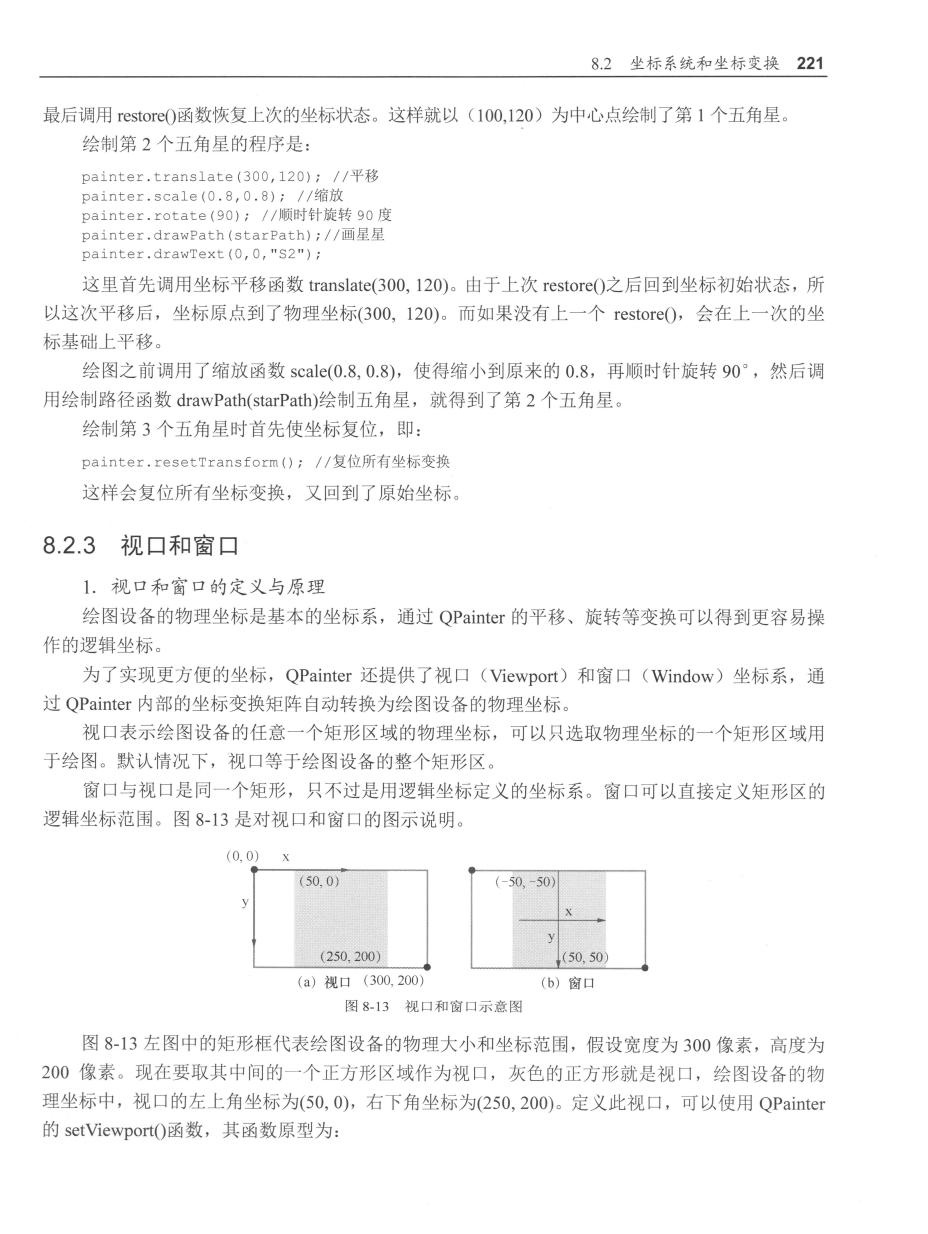 8.2 坐标系统和坐标变换 221
最后调用 restore()函数恢复上次的坐标状态。这样就以（100,120）为中心点绘制了第 1 个五角星。
绘制第 2 个五角星的程序是：
painter.translate(300,120); //平移
painter.scale(0.8,0.8); //缩放
painter.rotate(90); //顺时针旋转 90 度
painter.drawPath(starPath);//画星星
painter.drawText(0,0,"S2");
这里首先调用坐标平移函数 translate(300, 120)。由于上次 restore()之后回到坐标初始状态，所
以这次平移后，坐标原点到了物理坐标(300, 120)。而如果没有上一个 restore()，会在上一次的坐
标基础上平移。
绘图之前调用了缩放函数 scale(0.8, 0.8)，使得缩小到原来的 0.8，再顺时针旋转 90°，然后调
用绘制路径函数 drawPath(starPath)绘制五角星，就得到了第 2 个五角星。
绘制第 3 个五角星时首先使坐标复位，即：
painter.resetTransform(); //复位所有坐标变换
这样会复位所有坐标变换，又回到了原始坐标。
8.2.3 视口和窗口
1．视口和窗口的定义与原理
绘图设备的物理坐标是基本的坐标系，通过 QPainter 的平移、旋转等变换可以得到更容易操
作的逻辑坐标。
为了实现更方便的坐标，QPainter 还提供了视口（Viewport）和窗口（Window）坐标系，通
过 QPainter 内部的坐标变换矩阵自动转换为绘图设备的物理坐标。
视口表示绘图设备的任意一个矩形区域的物理坐标，可以只选取物理坐标的一个矩形区域用
于绘图。默认情况下，视口等于绘图设备的整个矩形区。
窗口与视口是同一个矩形，只不过是用逻辑坐标定义的坐标系。窗口可以直接定义矩形区的
逻辑坐标范围。图 8-13 是对视口和窗口的图示说明。
(0, 0) x
(50, 0)
y
(250, 200)
(a) 视口 (300, 200)
(-50, -50)
x
y
(50, 50)
(b) 窗口
图 8-13 视口和窗口示意图
图 8-13 左图中的矩形框代表绘图设备的物理大小和坐标范围，假设宽度为 300 像素，高度为
200 像素。现在要取其中间的一个正方形区域作为视口，灰色的正方形就是视口，绘图设备的物
理坐标中，视口的左上角坐标为(50, 0)，右下角坐标为(250, 200)。定义此视口，可以使用 QPainter
的 setViewport()函数，其函数原型为：